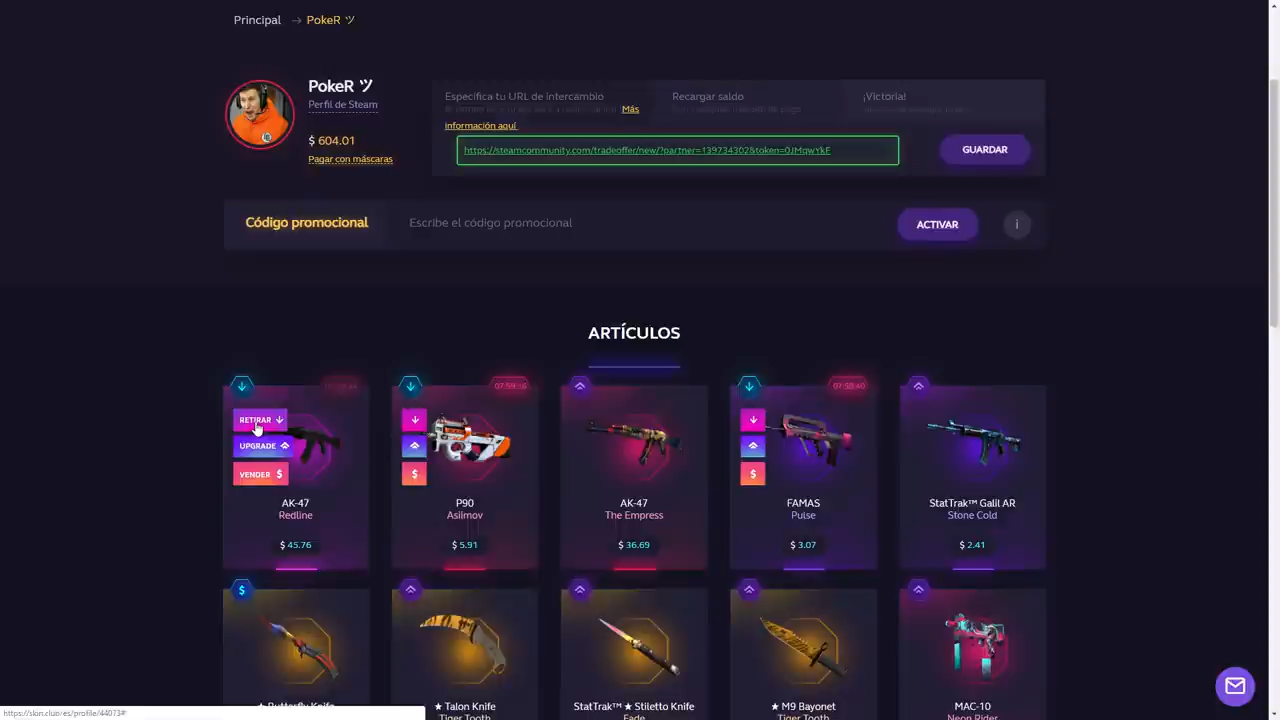 Principal → PokeR ツ
PokeR ツ
Perfil de Steam
$ 604.01
Pagar con máscaras
Especifica tu URL de intercambio
Recargar saldo
¡Victoria!
Más
información aquí
https://steamcommunity.com/tradeoffer/new/?partner=139734302&token=0JMqwYkF
GUARDAR
Código promocional
Escribe el código promocional
ACTIVAR
i
ARTÍCULOS
07:59:58
07:58:40
RETIRAR
UPGRADE
VENDER $
$
$
AK-47
Redline
$ 45.76
P90
Asiimov
$ 5.91
AK-47
The Empress
$ 36.69
FAMAS
Pulse
$ 3.07
StatTrak™ Galil AR
Stone Cold
$ 2.41
$
★ Butterfly Knife
★ Talon Knife
Tiger Tooth
StatTrak™ ★ Stiletto Knife
Fade
Tiger Tooth
MAC-10
Neon Rider
https://skin.club/es/profile/44073#